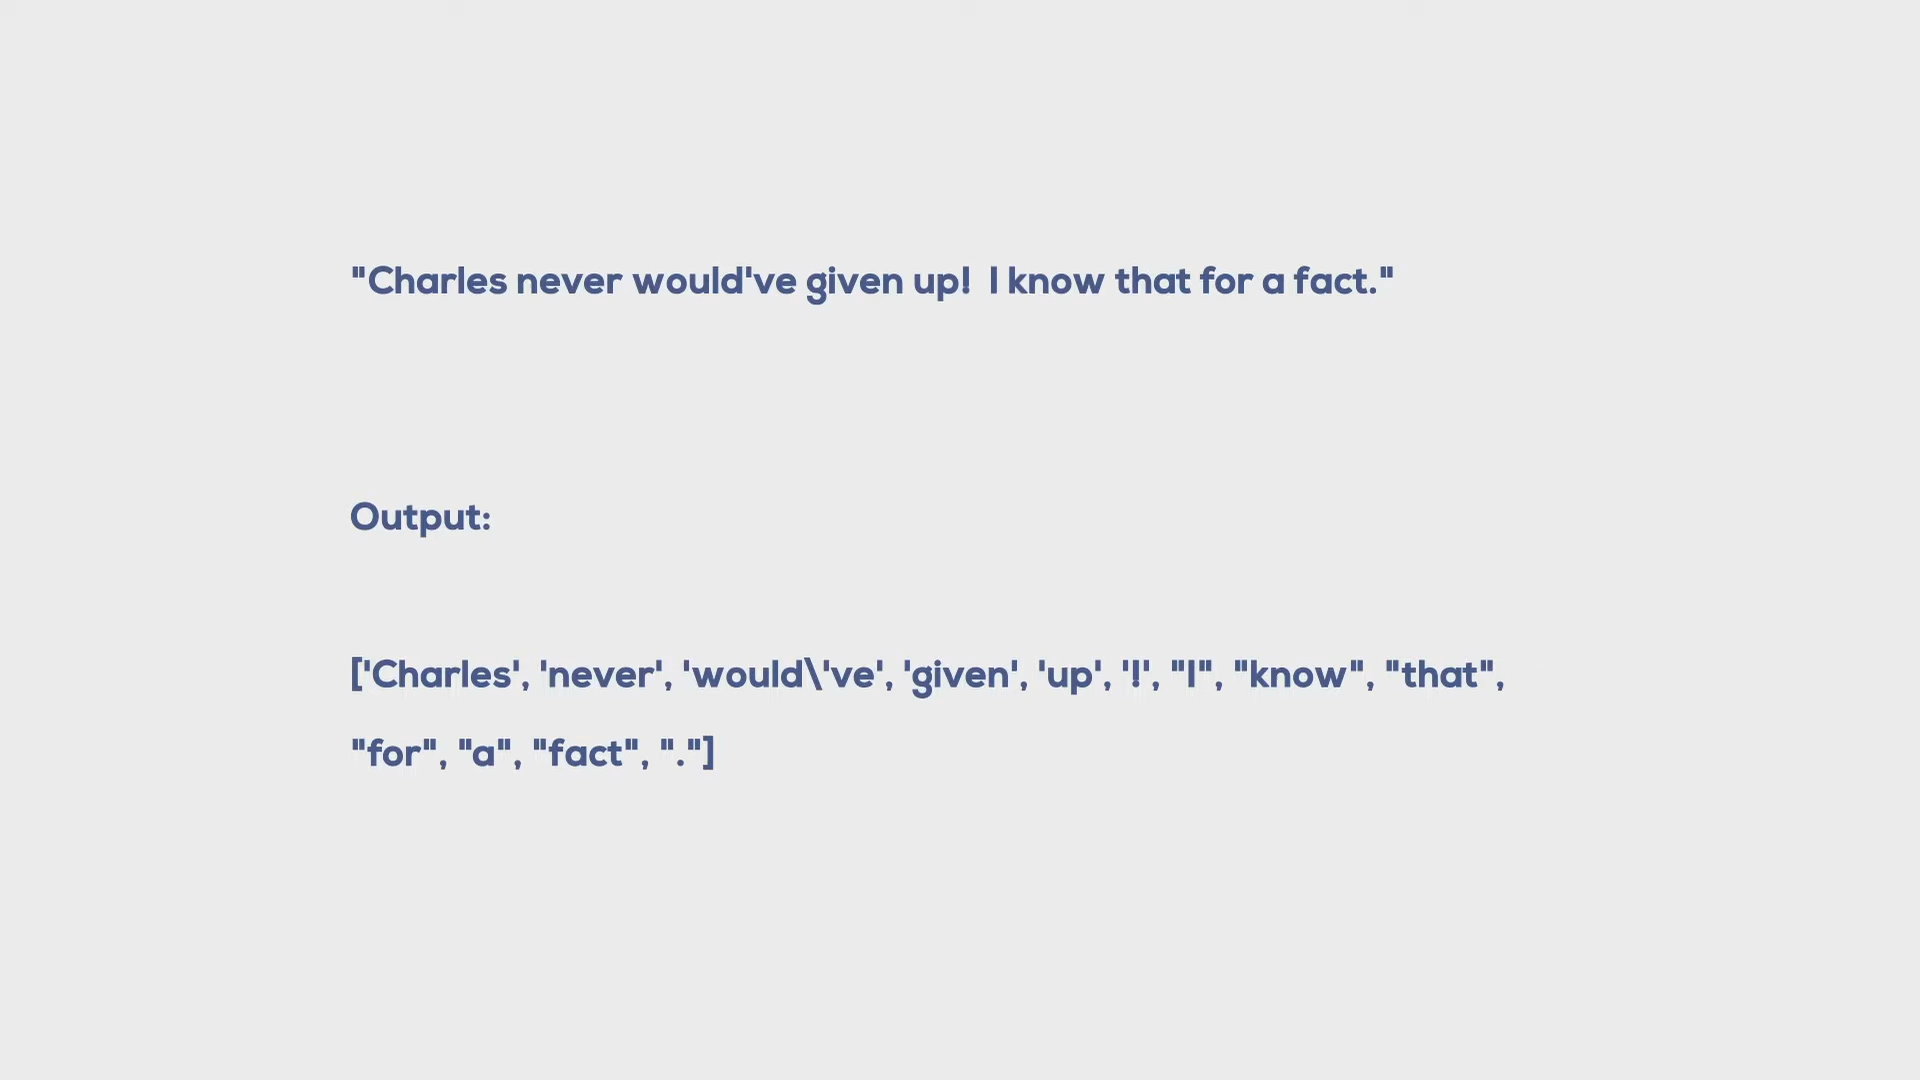 "Charles never would've given up!  I know that for a fact."
Output:
['Charles', 'never', 'would\'ve', 'given', 'up', '!', "I", "know", "that",
"for", "a", "fact", "."]